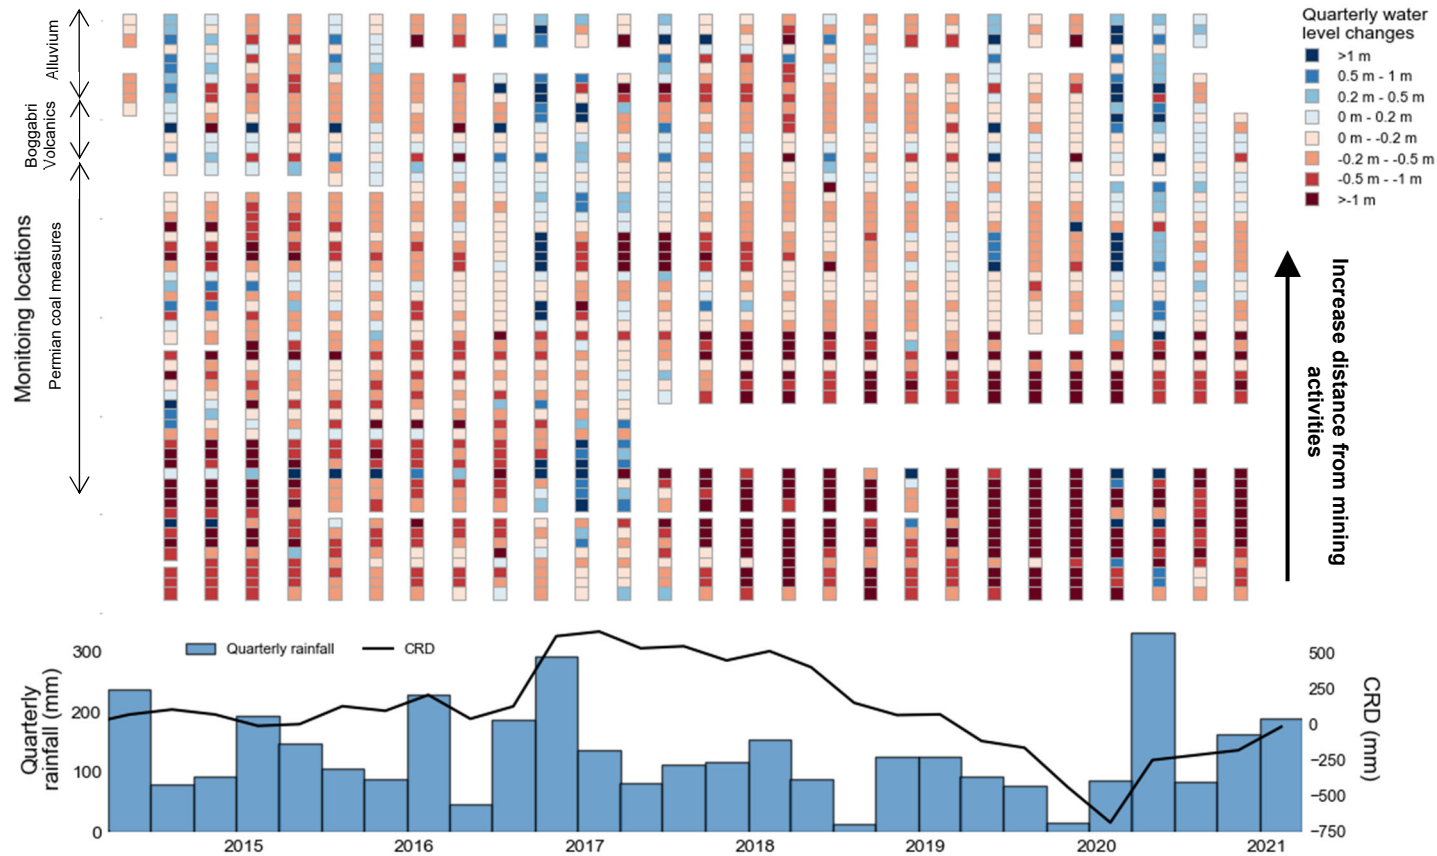 Quarterly water
level changes
>1 m
0.5 m - 1 m
0.2 m - 0.5 m
0 m - 0.2 m
0 m - -0.2 m
-0.2 m - -0.5 m
-0.5 m - -1 m
>-1 m
Monitoing locations
Alluvium
Boggabri
Volcanics
Permian coal measures
Increase distance from mining
activities
Quarterly rainfall
CRD
Quarterly
rainfall (mm)
300
200
100
0
CRD (mm)
500
250
0
−250
−500
−750
2015
2016
2017
2018
2019
2020
2021